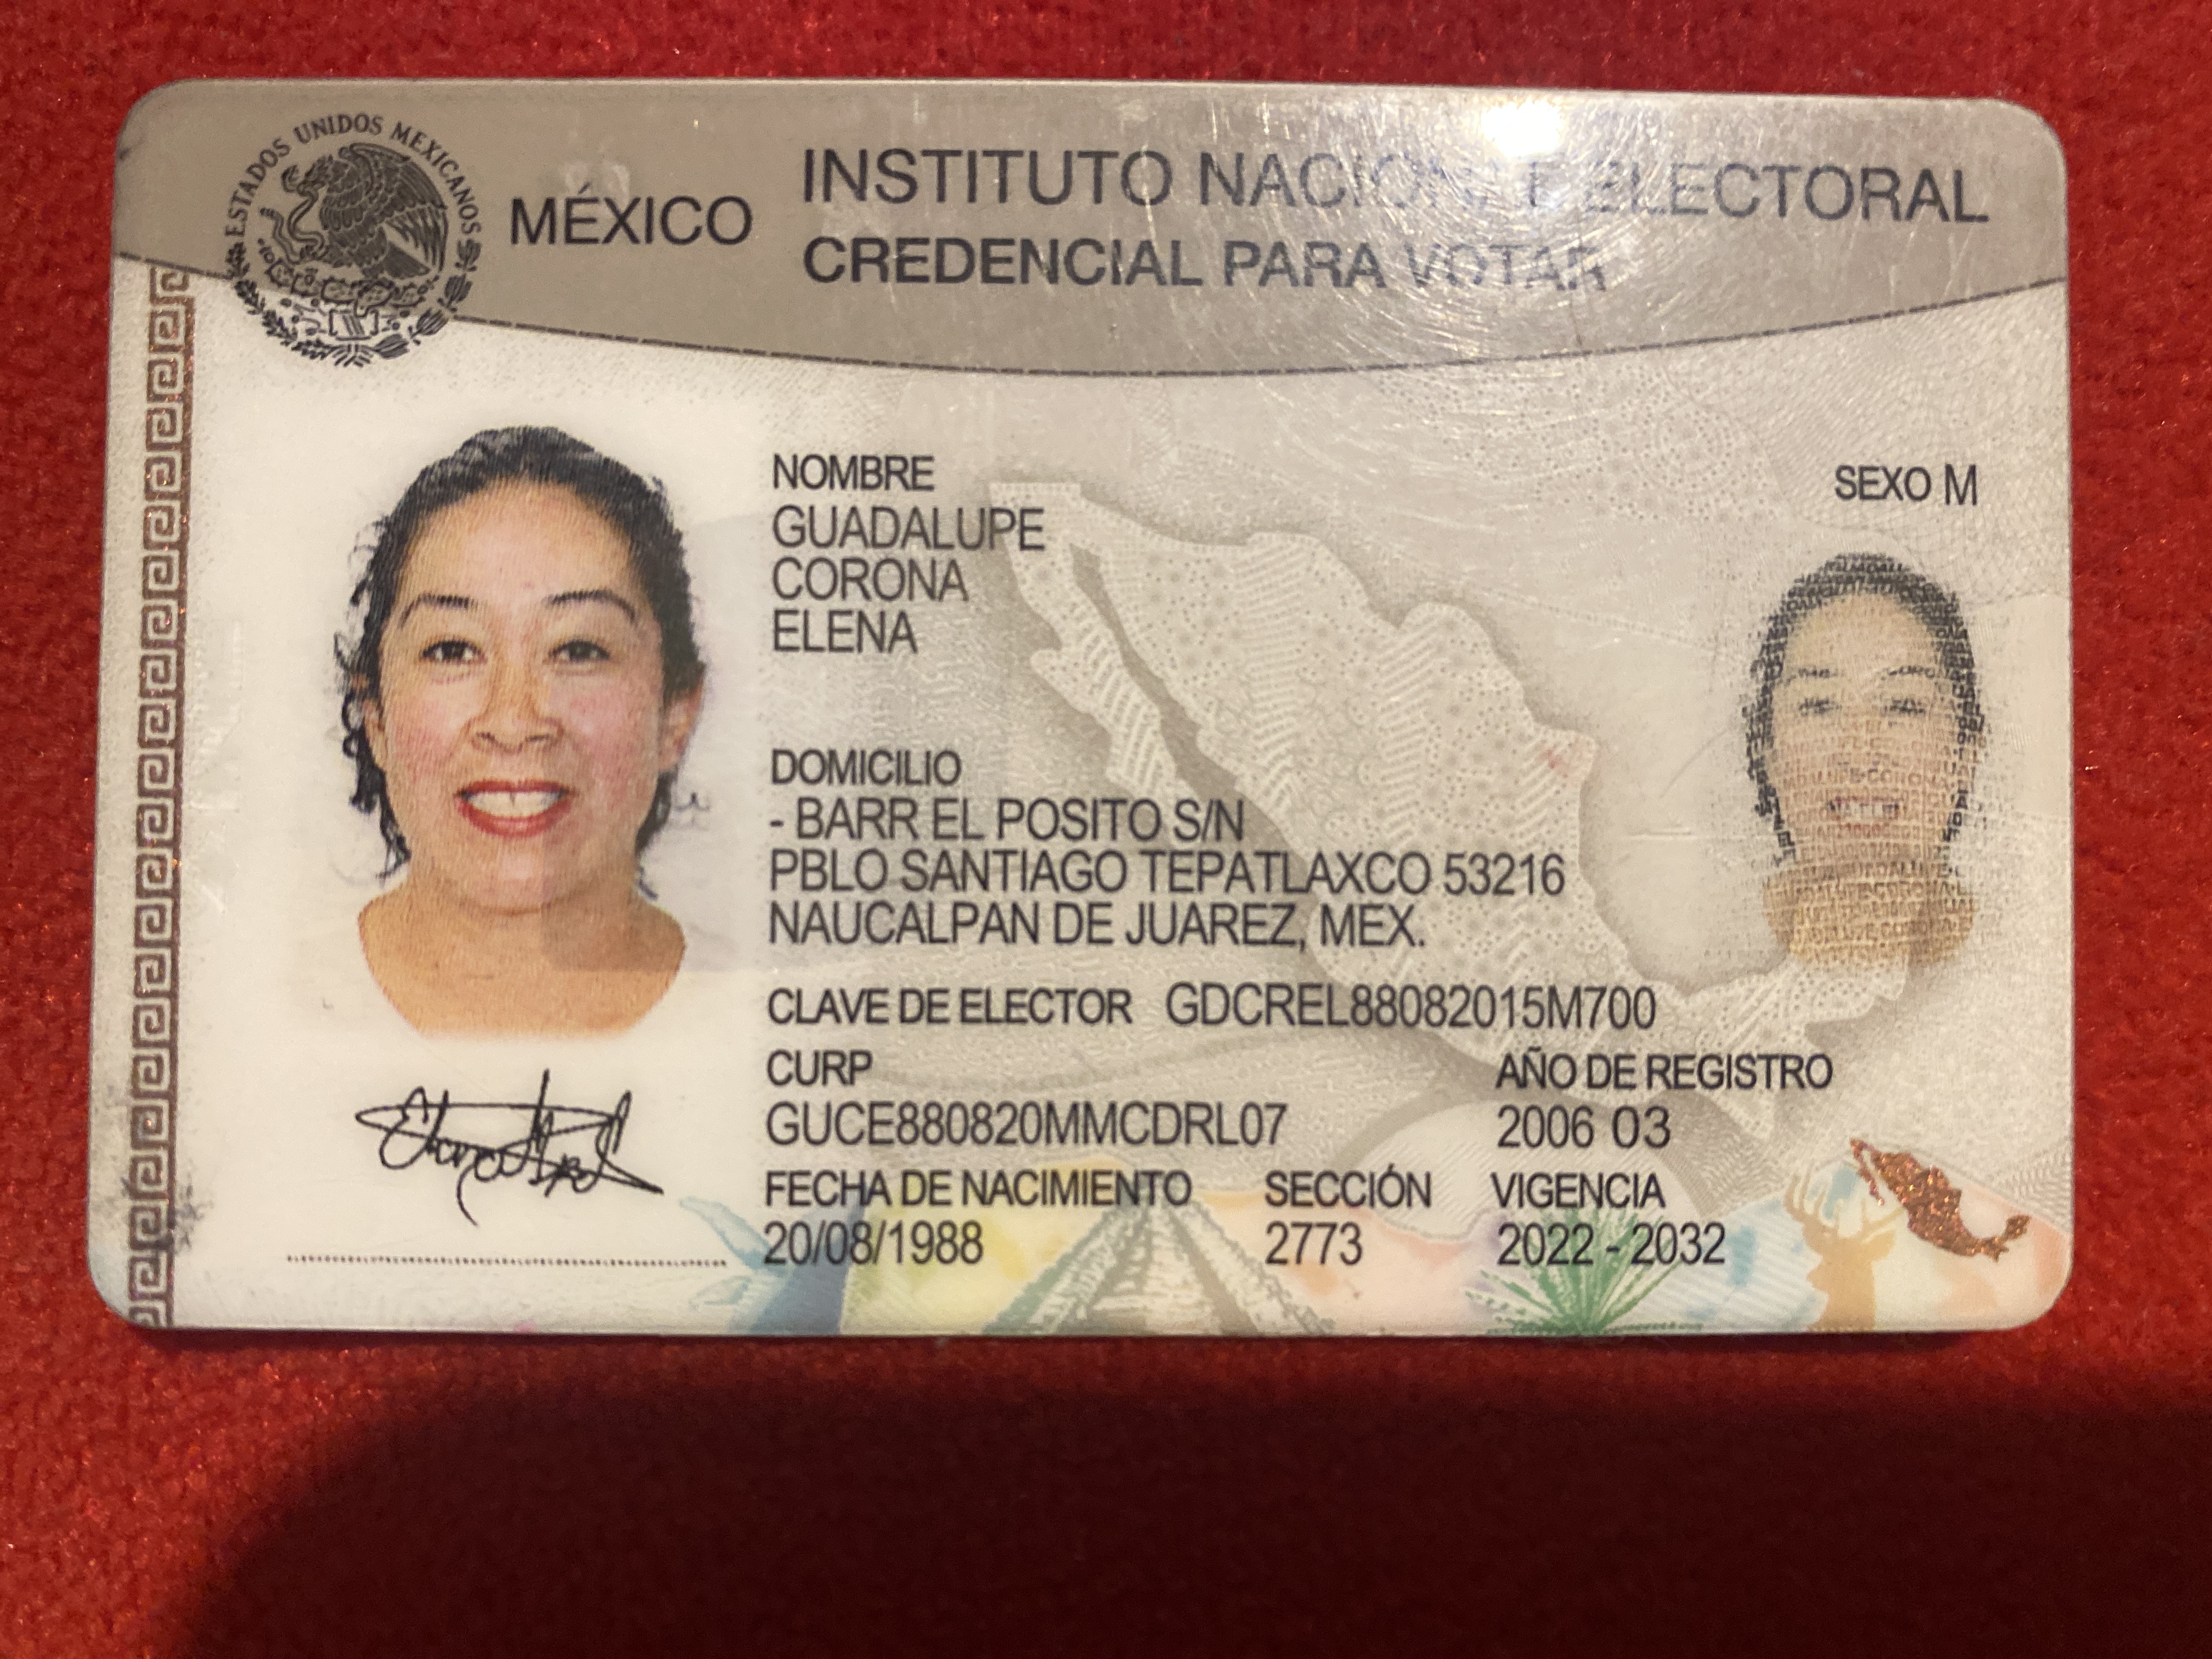 ESTADOS UNIDOS MEXICANOS
MÉXICO
INSTITUTO NACIONAL ELECTORAL
CREDENCIAL PARA VOTAR
NOMBRE
GUADALUPE
CORONA
ELENA
SEXO M
DOMICILIO
- BARR EL POSITO S/N
PBLO SANTIAGO TEPATLAXCO 53216
NAUCALPAN DE JUAREZ, MEX.
CLAVE DE ELECTOR GDCREL88082015M700
CURP
GUCE880820MMCDRL07
AÑO DE REGISTRO
2006 03
FECHA DE NACIMIENTO
20/08/1988
SECCIÓN
2773
VIGENCIA
2022 - 2032